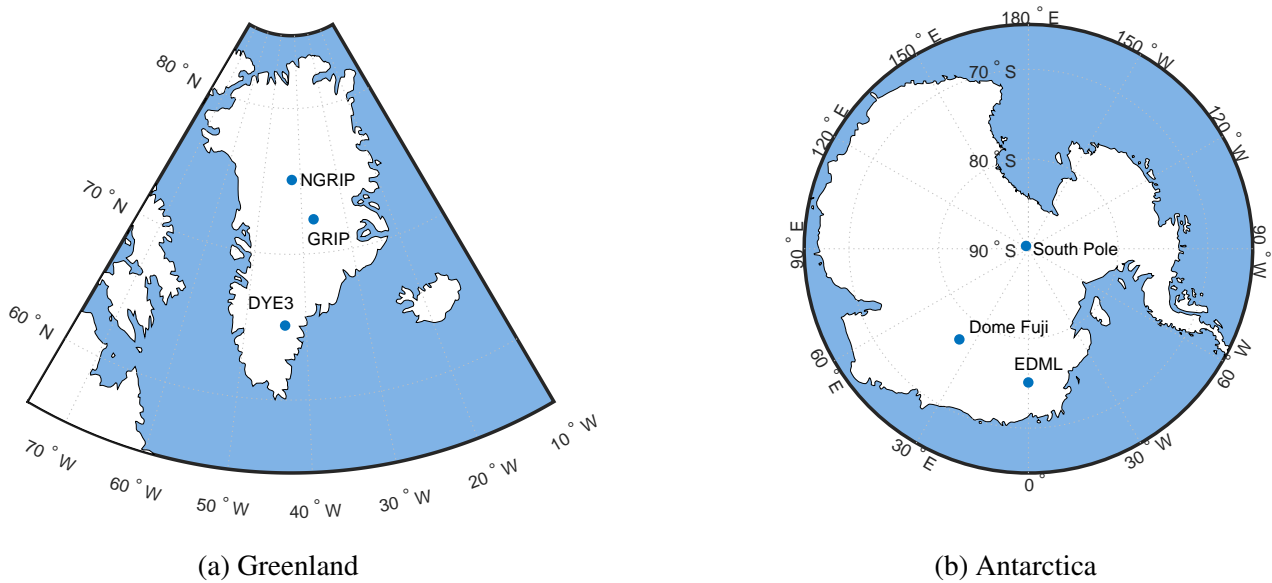 80° N
70° N
60° N
NGRIP
GRIP
DYE3
70° W
60° W
50° W
40° W
30° W
20° W
10° W
(a) Greenland
180° E
150° W
120° W
90° W
60° W
30° W
0°
30° E
60° E
90° E
120° E
150° E
70° S
80° S
90° S
South Pole
Dome Fuji
EDML
(b) Antarctica